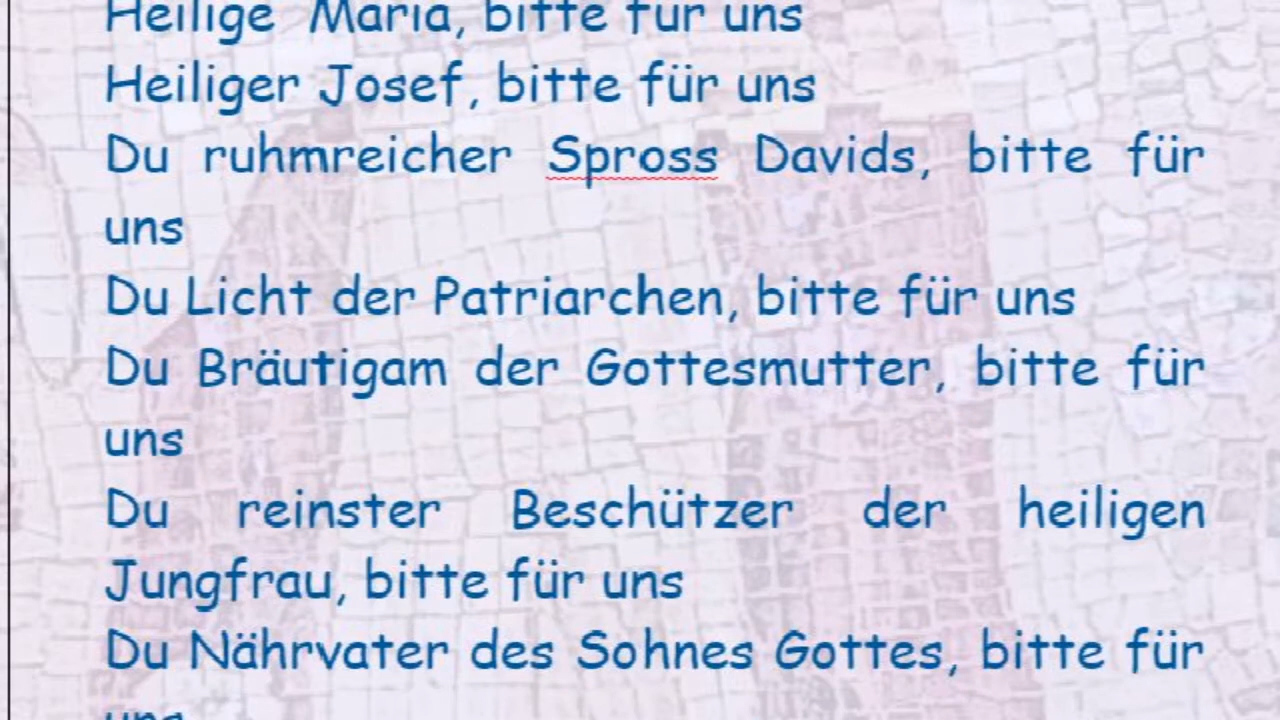 Heilige Maria, bitte für uns
Heiliger Josef, bitte für uns
Du ruhmreicher Spross Davids, bitte für
uns
Du Licht der Patriarchen, bitte für uns
Du Bräutigam der Gottesmutter, bitte für
uns
Du reinster Beschützer der heiligen
Jungfrau, bitte für uns
Du Nährvater des Sohnes Gottes, bitte für
uns